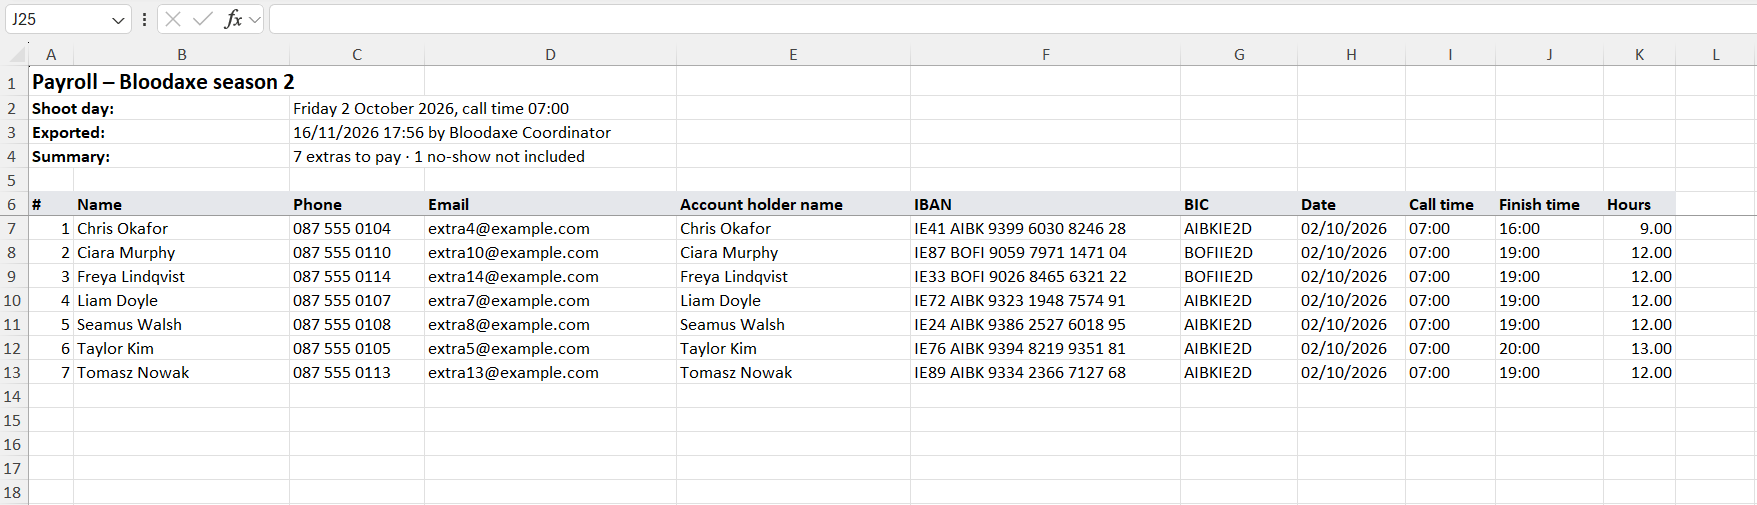 J25
fx
A B C D E F G H I J K L
1 Payroll – Bloodaxe season 2
2 Shoot day: Friday 2 October 2026, call time 07:00
3 Exported: 16/11/2026 17:56 by Bloodaxe Coordinator
4 Summary: 7 extras to pay · 1 no-show not included
5
6 # Name Phone Email Account holder name IBAN BIC Date Call time Finish time Hours
7 1 Chris Okafor 087 555 0104 extra4@example.com Chris Okafor IE41 AIBK 9399 6030 8246 28 AIBKIE2D 02/10/2026 07:00 16:00 9.00
8 2 Ciara Murphy 087 555 0110 extra10@example.com Ciara Murphy IE87 BOFI 9059 7971 1471 04 BOFIIE2D 02/10/2026 07:00 19:00 12.00
9 3 Freya Lindqvist 087 555 0114 extra14@example.com Freya Lindqvist IE33 BOFI 9026 8465 6321 22 BOFIIE2D 02/10/2026 07:00 19:00 12.00
10 4 Liam Doyle 087 555 0107 extra7@example.com Liam Doyle IE72 AIBK 9323 1948 7574 91 AIBKIE2D 02/10/2026 07:00 19:00 12.00
11 5 Seamus Walsh 087 555 0108 extra8@example.com Seamus Walsh IE24 AIBK 9386 2527 6018 95 AIBKIE2D 02/10/2026 07:00 19:00 12.00
12 6 Taylor Kim 087 555 0105 extra5@example.com Taylor Kim IE76 AIBK 9394 8219 9351 81 AIBKIE2D 02/10/2026 07:00 20:00 13.00
13 7 Tomasz Nowak 087 555 0113 extra13@example.com Tomasz Nowak IE89 AIBK 9334 2366 7127 68 AIBKIE2D 02/10/2026 07:00 19:00 12.00
14
15
16
17
18